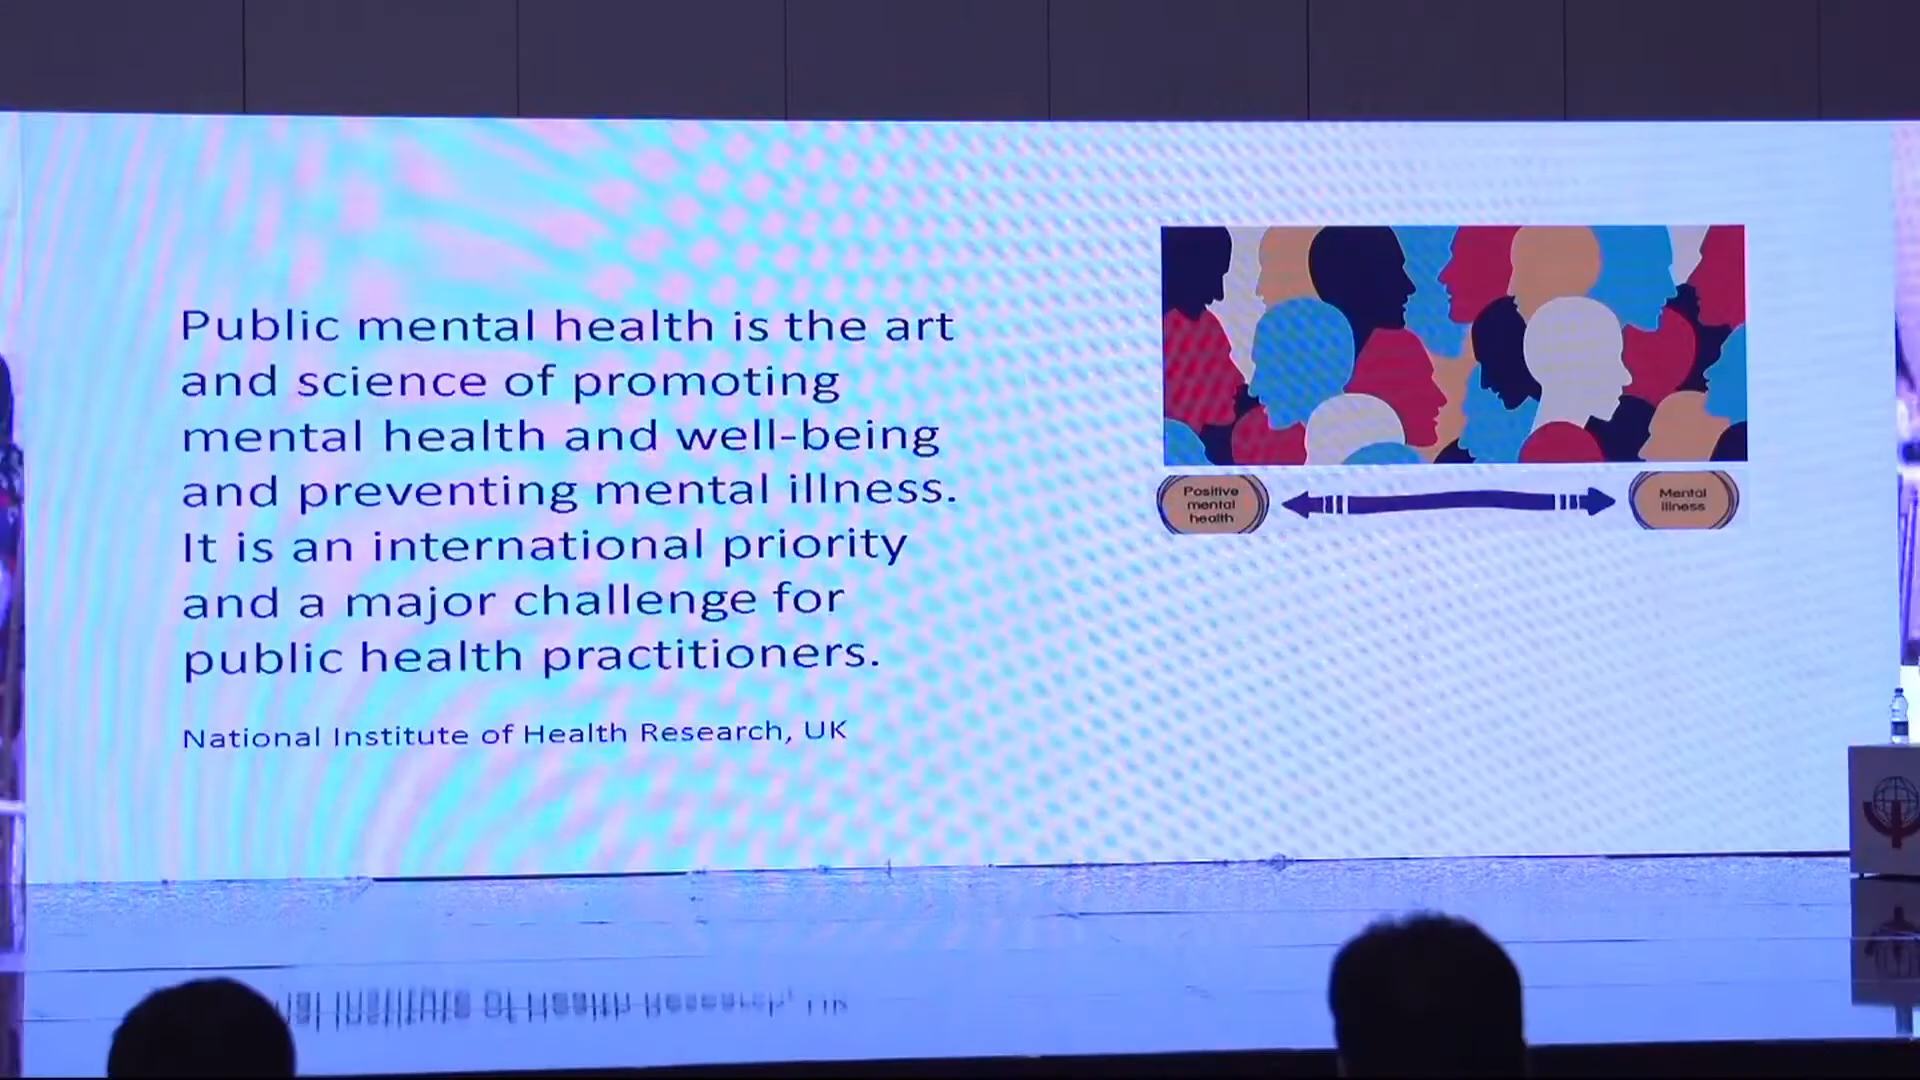 Public mental health is the art
and science of promoting
mental health and well-being
and preventing mental illness.
It is an international priority
and a major challenge for
public health practitioners.
National Institute of Health Research, UK
Positive
mental
health
Mental
illness